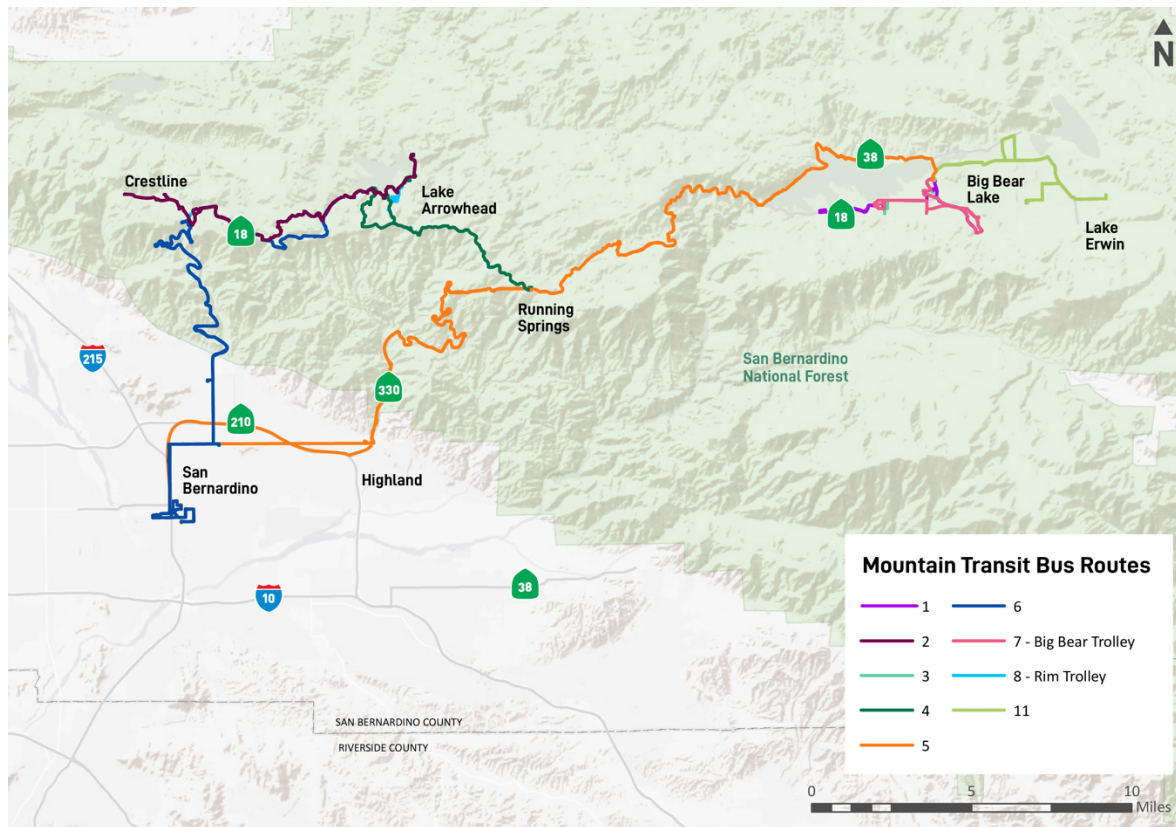 N
38
Crestline
Lake
Arrowhead
Big Bear
Lake
18
18
Lake
Erwin
Running
Springs
215
San Bernardino
National Forest
330
210
San
Bernardino
Highland
38
10
Mountain Transit Bus Routes
1
2
3
4
5
6
7 - Big Bear Trolley
8 - Rim Trolley
11
SAN BERNARDINO COUNTY
RIVERSIDE COUNTY
0 5 10
Miles